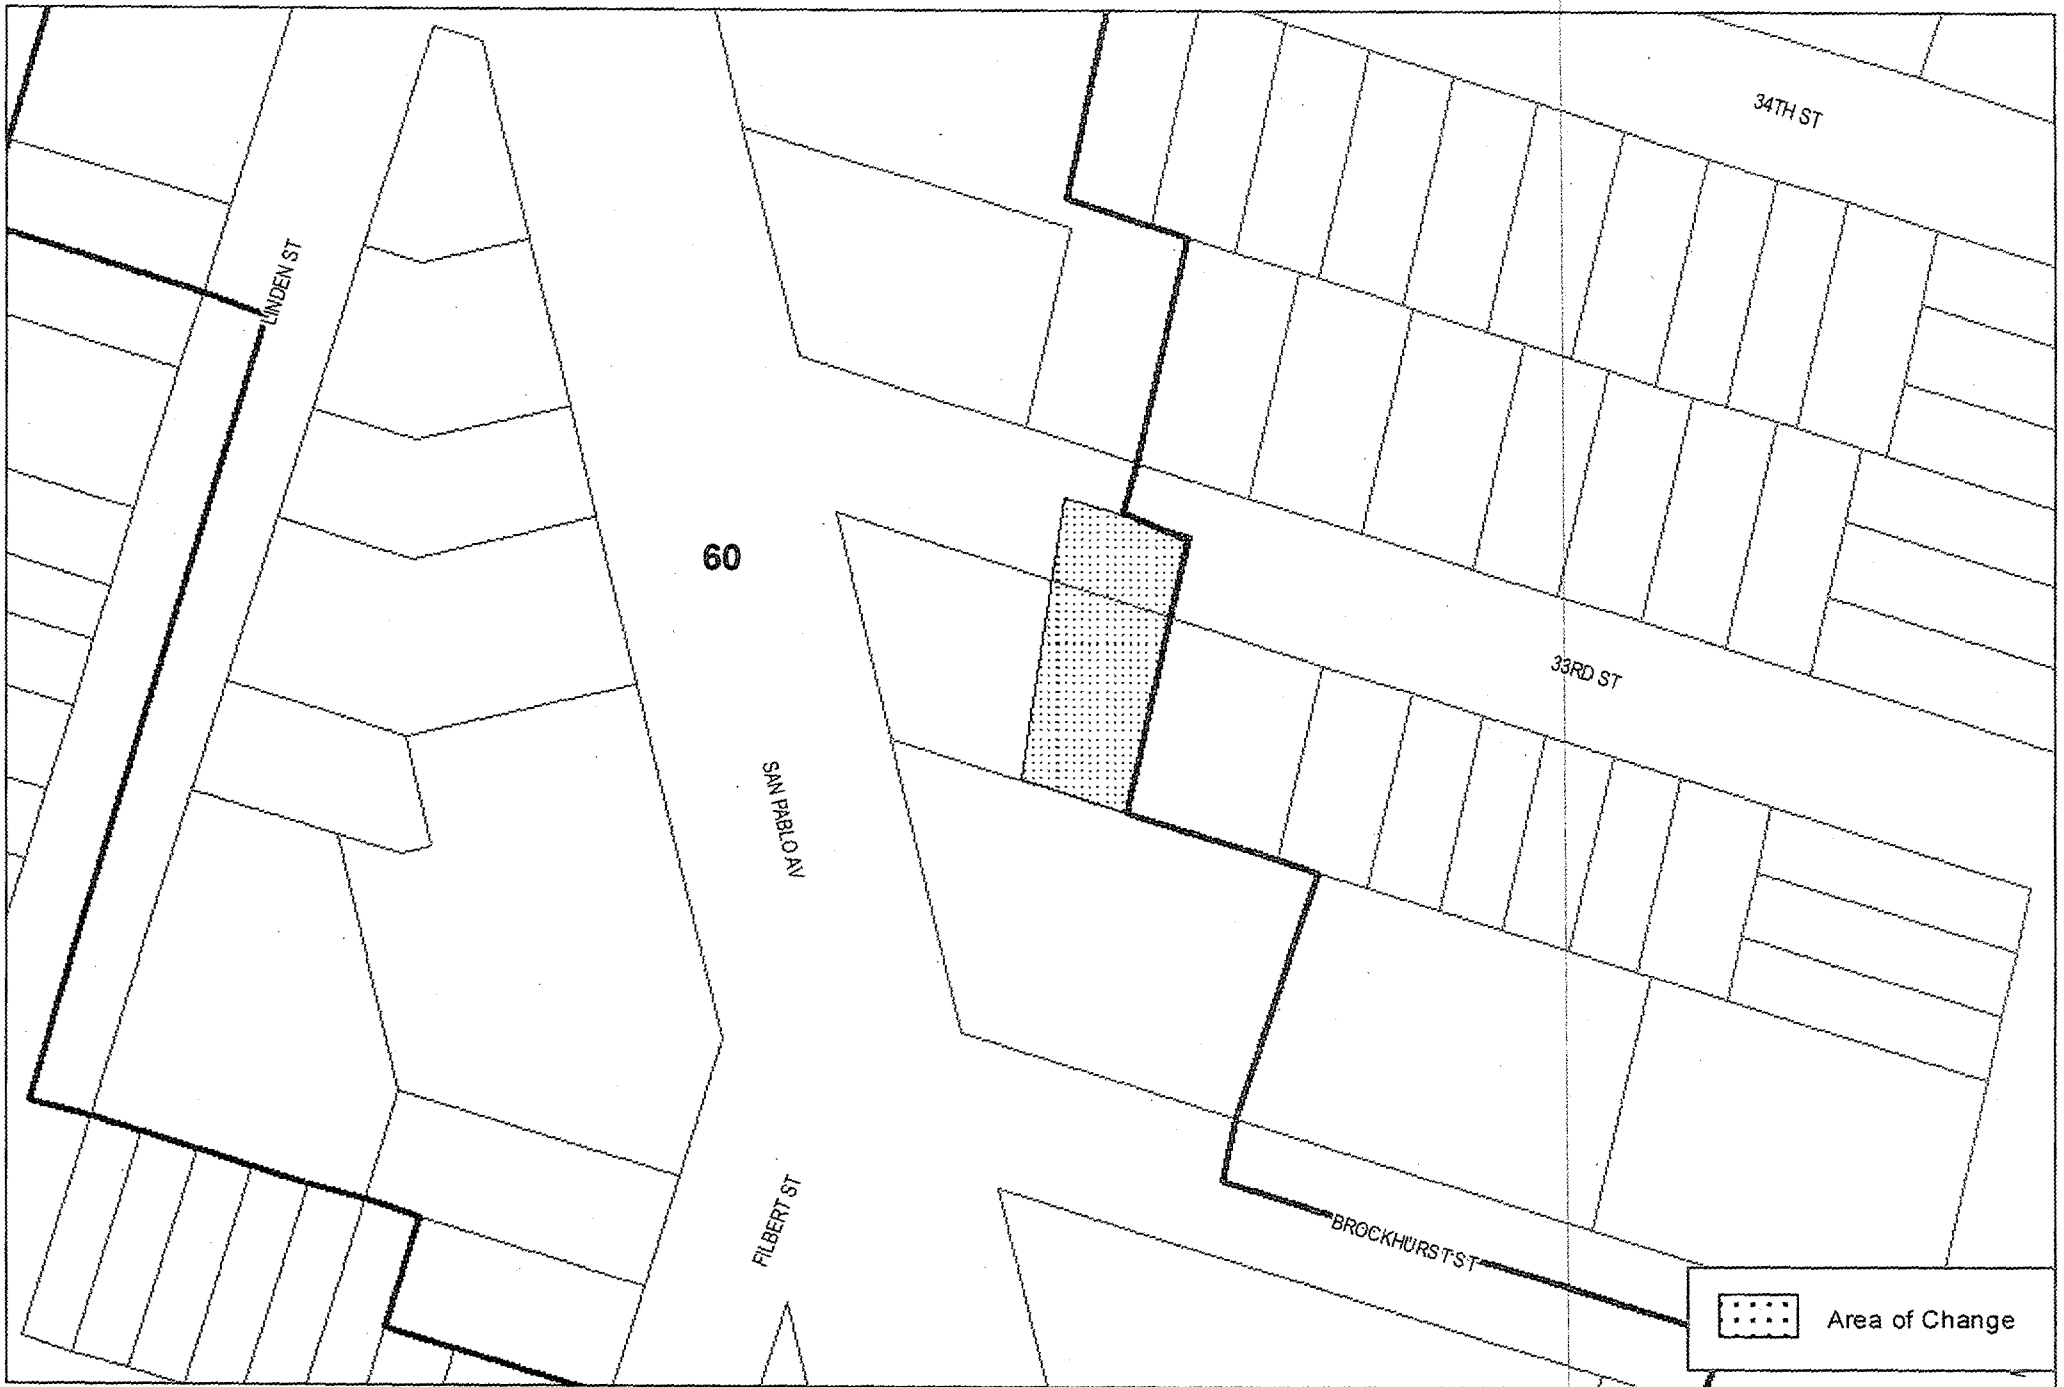 34TH ST
LINDEN ST
60
33RD ST
SAN PABLO AV
FILBERT ST
BROCKHURST ST
Area of Change